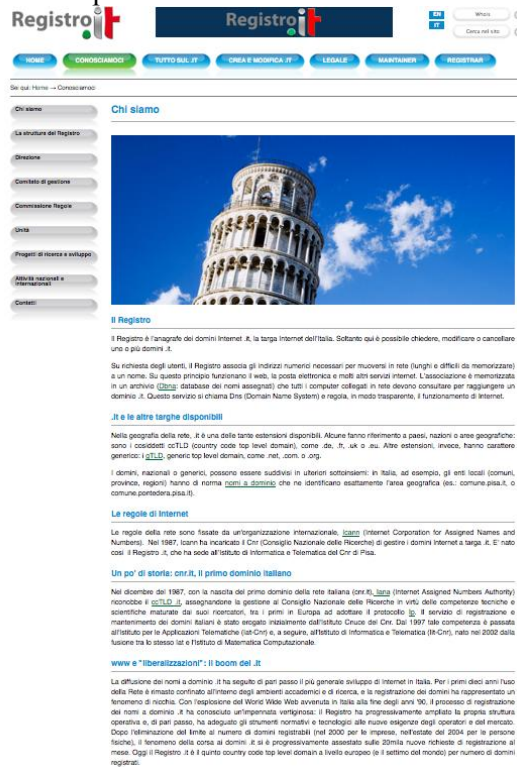 Registro.it
Registro.it
EN
IT
Whois
Cerca nel sito
HOME
CONOSCIAMOCI
TUTTO SUL .IT
CREA E MODIFICA .IT
LEGALE
MAINTAINER
REGISTRAR
Sei qui: Home → Conosciamoci
Chi siamo
La struttura del Registro
Direzione
Comitato di gestione
Commissione Regole
Unità
Progetti di ricerca e sviluppo
Attività nazionali e
internazionali
Contatti
Chi siamo
Il Registro
Il Registro è l'anagrafe dei domini Internet .it, la targa Internet dell'Italia. Soltanto qui è possibile chiedere, modificare o cancellare
uno o più domini .it.
Su richiesta degli utenti, il Registro associa gli indirizzi numerici necessari per muoversi in rete (lunghi e difficili da memorizzare)
a un nome. Su questo principio funzionano il web, la posta elettronica e molti altri servizi internet. L'associazione è memorizzata
in un archivio (Dbna: database dei nomi assegnati) che tutti i computer collegati in rete devono consultare per raggiungere un
dominio .it. Questo servizio si chiama Dns (Domain Name System) e regola, in modo trasparente, il funzionamento di Internet.
.it e le altre targhe disponibili
Nella geografia della rete, .it è una delle tante estensioni disponibili. Alcune fanno riferimento a paesi, nazioni o aree geografiche:
sono i cosiddetti ccTLD (country code top level domain), come .de, .fr, .uk o .eu. Altre estensioni, invece, hanno carattere
generico: i gTLD, generic top level domain, come .net, .com. o .org.
I domini, nazionali o generici, possono essere suddivisi in ulteriori sottoinsiemi: in Italia, ad esempio, gli enti locali (comuni,
province, regioni) hanno di norma nomi a dominio che ne identificano esattamente l'area geografica (es.: comune.pisa.it, o
comune.pontedera.pisa.it).
Le regole di Internet
Le regole della rete sono fissate da un'organizzazione internazionale, Icann (Internet Corporation for Assigned Names and
Numbers). Nel 1987, Icann ha incaricato il Cnr (Consiglio Nazionale delle Ricerche) di gestire i domini Internet a targa .it. E' nato
così il Registro .it, che ha sede all'Istituto di Informatica e Telematica del Cnr di Pisa.
Un po' di storia: cnr.it, il primo dominio italiano
Nel dicembre del 1987, con la nascita del primo dominio della rete italiana (cnr.it), Iana (Internet Assigned Numbers Authority)
riconobbe il ccTLD .it, assegnandone la gestione al Consiglio Nazionale delle Ricerche in virtù delle competenze tecniche e
scientifiche maturate dai suoi ricercatori, tra i primi in Europa ad adottare il protocollo Ip. Il servizio di registrazione e
mantenimento dei domini italiani è stato erogato inizialmente dall'Istituto Cnuce del Cnr. Dal 1997 tale competenza è passata
all'Istituto per le Applicazioni Telematiche (Iat-Cnr) e, a seguire, all'Istituto di Informatica e Telematica (Iit-Cnr), nato nel 2002 dalla
fusione tra lo stesso Iat e l'Istituto di Matematica Computazionale.
www e "liberalizzazioni": il boom del .it
La diffusione dei nomi a dominio .it ha seguito di pari passo il più generale sviluppo di Internet in Italia. Per i primi dieci anni l'uso
della Rete è rimasto confinato all'interno degli ambienti accademici e di ricerca, e la registrazione dei domini ha rappresentato un
fenomeno di nicchia. Con l'esplosione del World Wide Web avvenuta in Italia alla fine degli anni '90, il processo di registrazione
dei nomi a dominio .it ha conosciuto un'impennata vertiginosa: il Registro ha progressivamente ampliato la propria struttura
operativa e, di pari passo, ha adeguato gli strumenti normativi e tecnologici alle nuove esigenze degli operatori e del mercato.
Dopo l'eliminazione del limite al numero di domini registrabili (nel 2000 per le imprese, nell'estate del 2004 per le persone
fisiche), il fenomeno della corsa ai domini .it si è progressivamente assestato sulle 20mila nuove richieste di registrazione al
mese. Oggi il Registro .it è il quinto country code top level domain a livello europeo (e il settimo del mondo) per numero di domini
registrati.